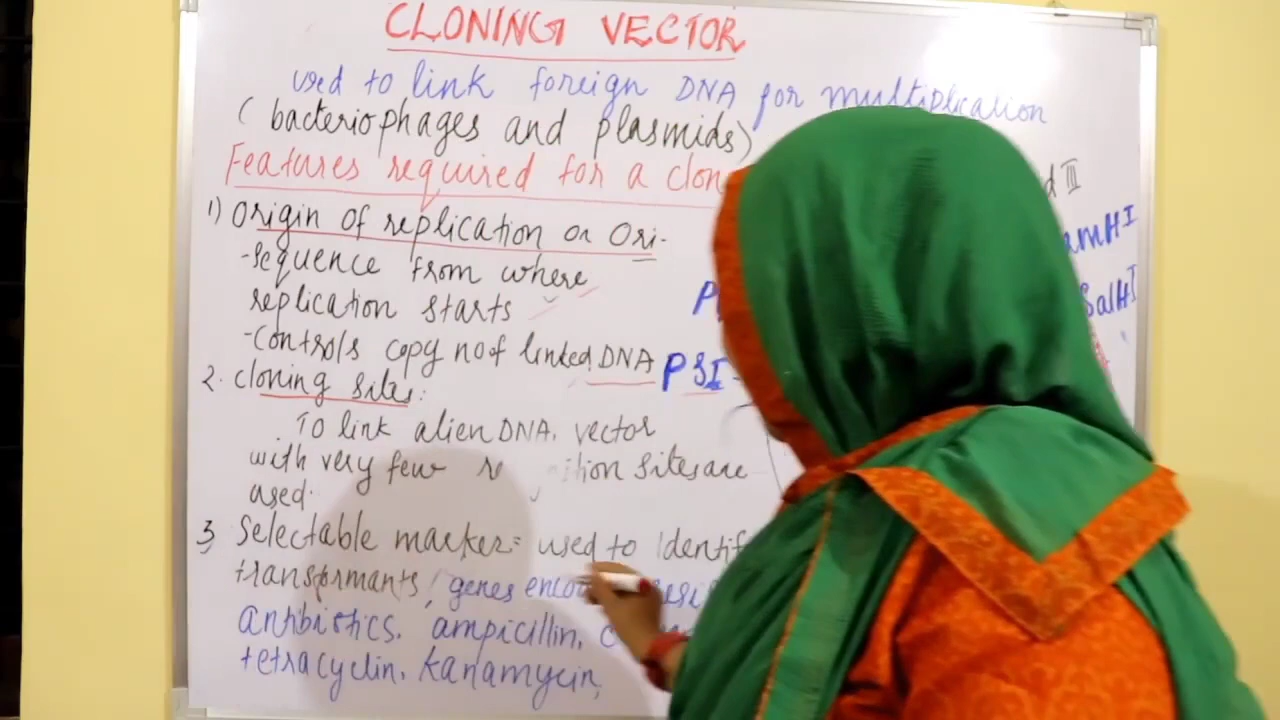 CLONING VECTOR
used to link foreign DNA for multiplication
(bacteriophages and plasmids)
Features required for a
III
1) Origin of replication or Ori-
-sequence from where
replication starts
-Controls copy no of linked DNA
2. Cloning sites:
To link alien DNA, vector
with very few sites are
used.
3, Selectable marker= used to
transformants, genes
antibiotics. ampicillin,
tetracyclin. Kanamycin,
PSI
SalHI